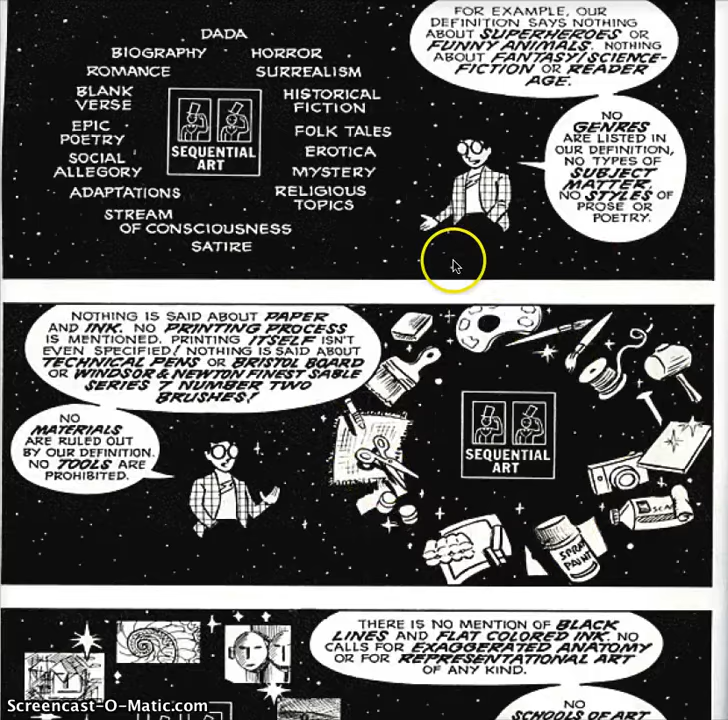 DADA
BIOGRAPHY
HORROR
ROMANCE
SURREALISM
BLANK
VERSE
HISTORICAL
FICTION
EPIC
POETRY
FOLK TALES
SOCIAL
ALLEGORY
EROTICA
MYSTERY
ADAPTATIONS
RELIGIOUS
TOPICS
STREAM
OF CONSCIOUSNESS
SATIRE
SEQUENTIAL
ART
FOR EXAMPLE, OUR
DEFINITION SAYS NOTHING
ABOUT SUPERHEROES OR
FUNNY ANIMALS. NOTHING
ABOUT FANTASY/SCIENCE-
FICTION OR READER
AGE.
NO
GENRES
ARE LISTED IN
OUR DEFINITION,
NO TYPES OF
SUBJECT
MATTER,
NO STYLES OF
PROSE OR
POETRY.
NOTHING IS SAID ABOUT PAPER
AND INK. NO PRINTING PROCESS
IS MENTIONED. PRINTING ITSELF ISN'T
EVEN SPECIFIED! NOTHING IS SAID ABOUT
TECHNICAL PENS OR BRISTOL BOARD
OR WINDSOR & NEWTON FINEST SABLE
SERIES 7 NUMBER TWO
BRUSHES!
NO
MATERIALS
ARE RULED OUT
BY OUR DEFINITION.
NO TOOLS ARE
PROHIBITED.
SEQUENTIAL
ART
SPRAY
PAINT
THERE IS NO MENTION OF BLACK
LINES AND FLAT COLORED INK. NO
CALLS FOR EXAGGERATED ANATOMY
OR FOR REPRESENTATIONAL ART
OF ANY KIND.
NO
SCHOOLS OF ART
Screencast-O-Matic.com